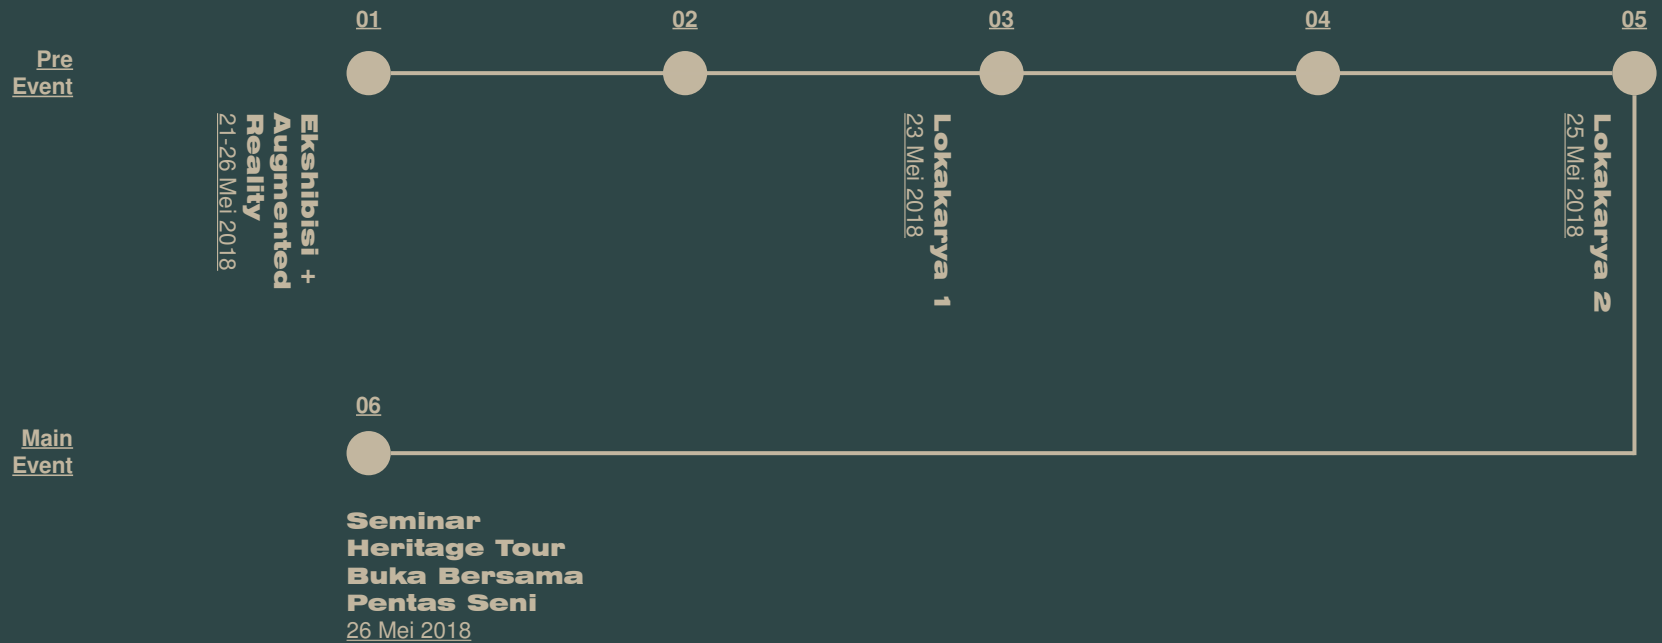 01
02
03
04
05
Pre
Event
Ekshibisi +
Augmented
Reality
21-26 Mei 2018
Lokakarya 1
23 Mei 2018
Lokakarya 2
25 Mei 2018
06
Main
Event
Seminar
Heritage Tour
Buka Bersama
Pentas Seni
26 Mei 2018